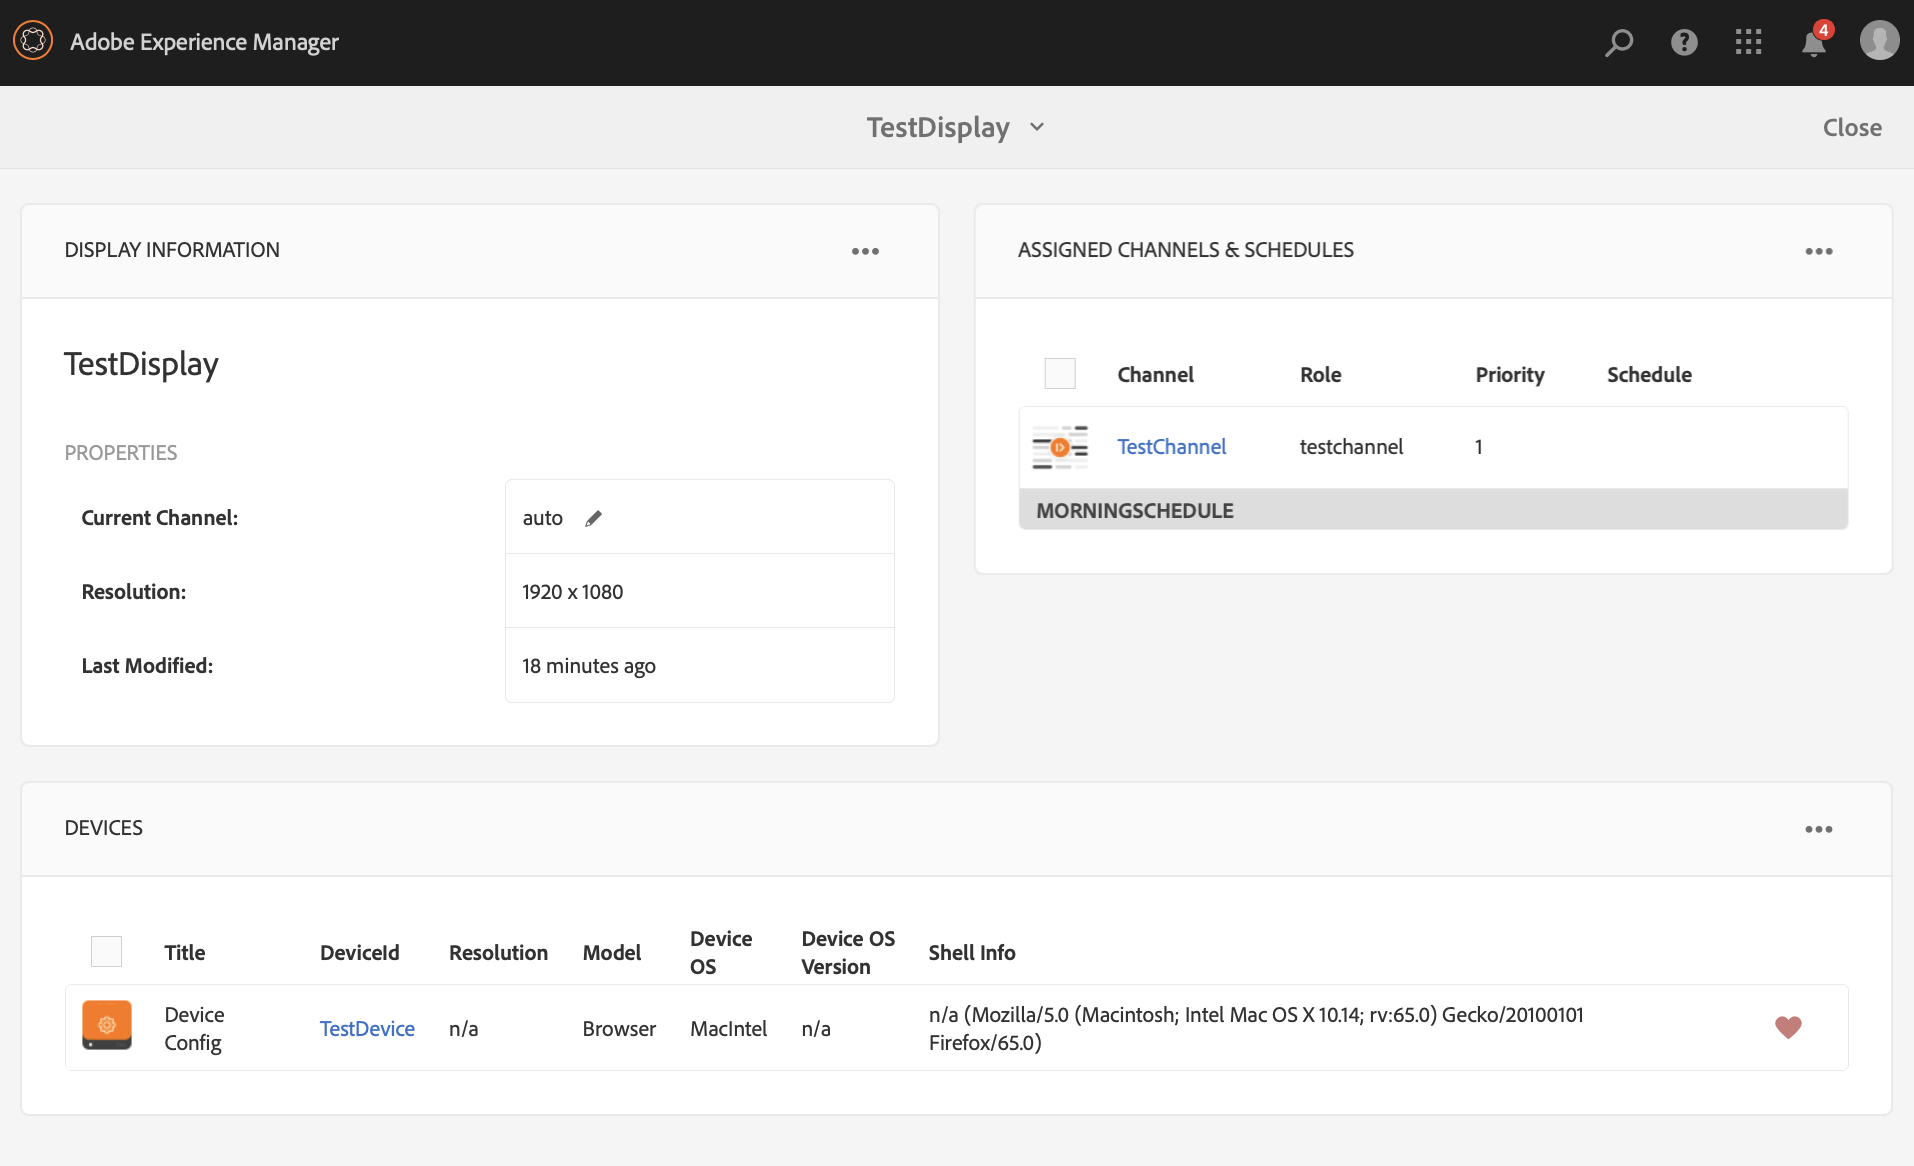 Adobe Experience Manager
4
TestDisplay
Close
DISPLAY INFORMATION
TestDisplay
PROPERTIES
Current Channel:
auto
Resolution:
1920 x 1080
Last Modified:
18 minutes ago
ASSIGNED CHANNELS & SCHEDULES
Channel Role Priority Schedule
TestChannel testchannel 1
MORNINGSCHEDULE
DEVICES
Title DeviceId Resolution Model Device OS Device OS Version Shell Info
Device Config TestDevice n/a Browser MacIntel n/a n/a (Mozilla/5.0 (Macintosh; Intel Mac OS X 10.14; rv:65.0) Gecko/20100101
Firefox/65.0)